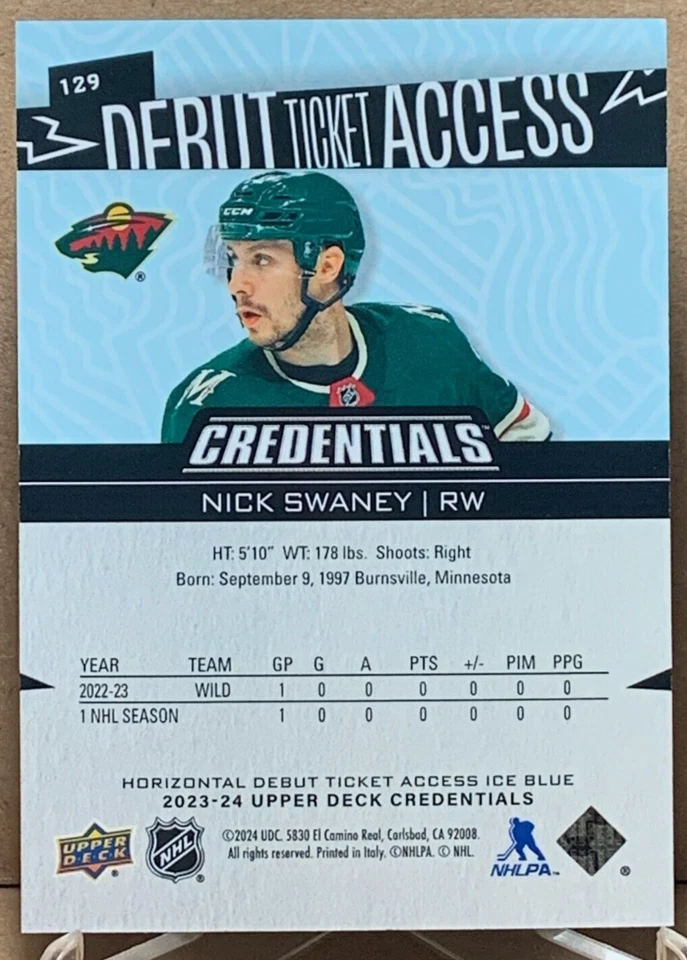 129
DEBUT TICKET ACCESS
CCM
®
CREDENTIALS™
NICK SWANEY | RW
HT: 5'10" WT: 178 lbs. Shoots: Right
Born: September 9, 1997 Burnsville, Minnesota
YEAR TEAM GP G A PTS +/- PIM PPG
2022-23 WILD 1 0 0 0 0 0 0
1 NHL SEASON 1 0 0 0 0 0 0
HORIZONTAL DEBUT TICKET ACCESS ICE BLUE
2023-24 UPPER DECK CREDENTIALS
©2024 UDC. 5830 El Camino Real, Carlsbad, CA 92008.
All rights reserved. Printed in Italy. ©NHLPA. © NHL.
UPPER DECK®
NHL®
NHLPA™
®